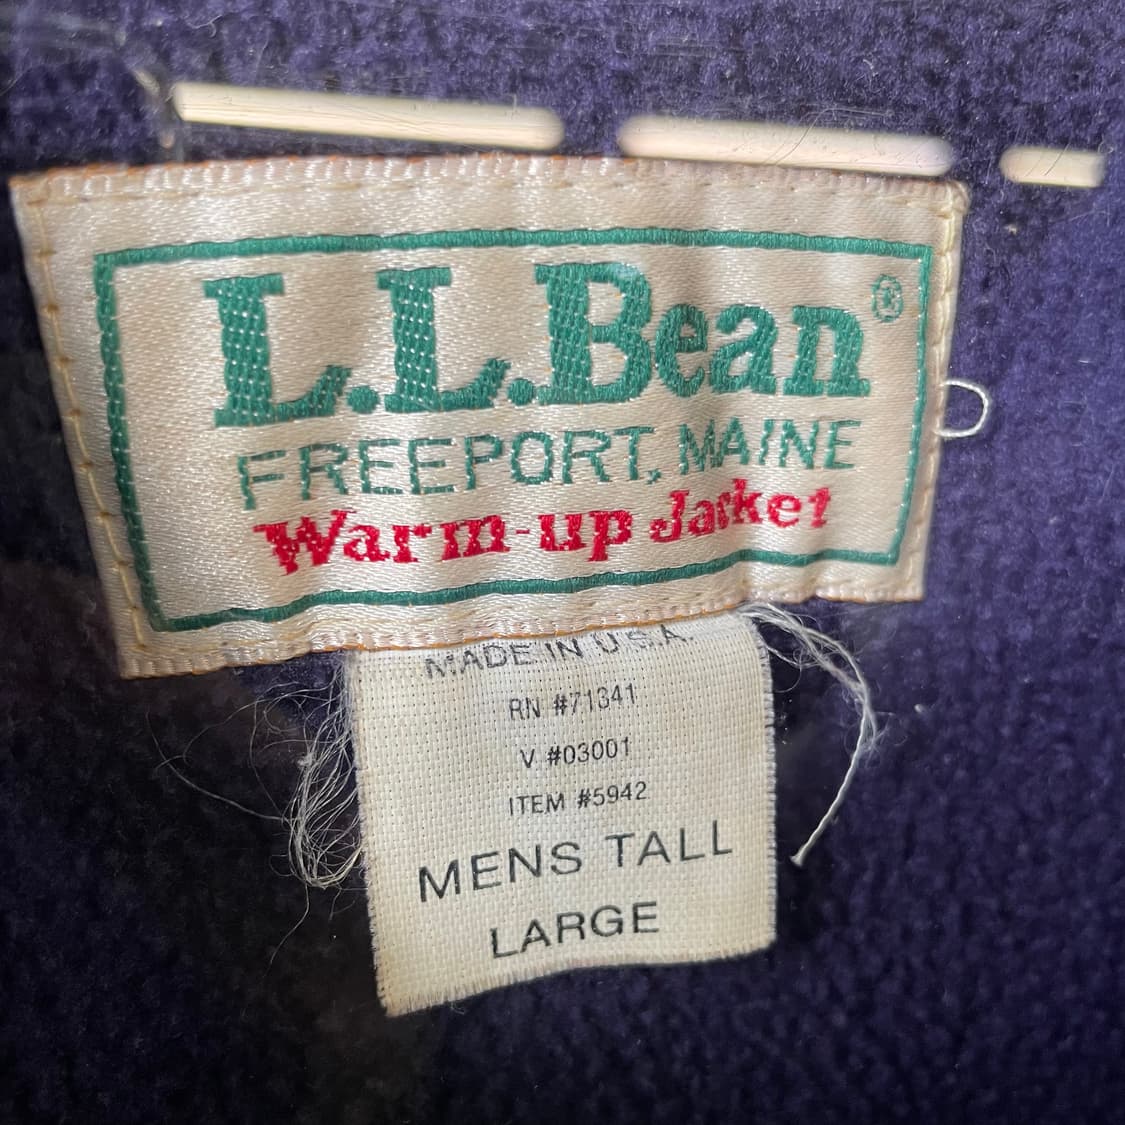 L.L.Bean®
FREEPORT, MAINE
Warm-up Jacket
MADE IN U.S.A.
RN #71341
V #03001
ITEM #5942
MENS TALL
LARGE